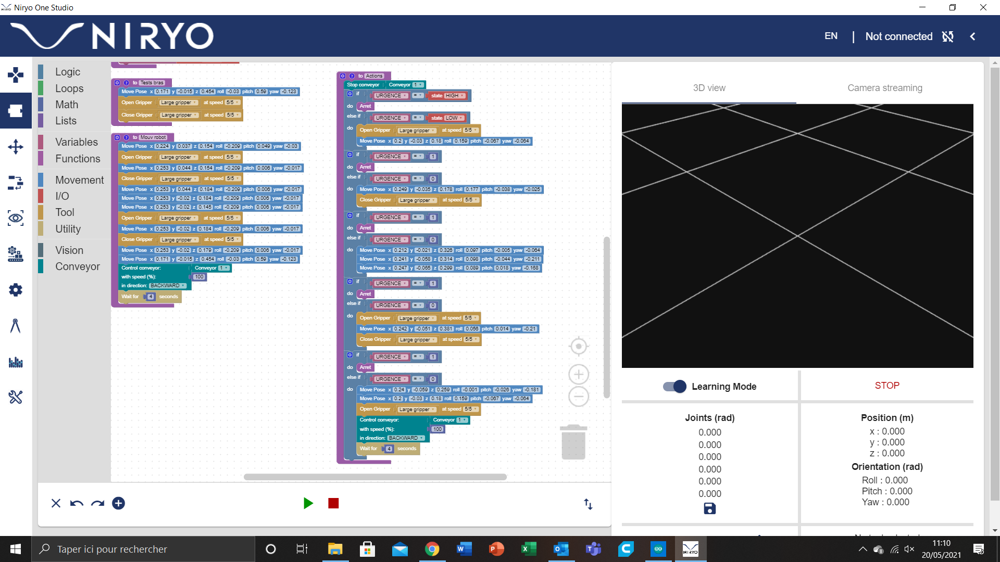 Niryo One Studio
NIRYO
EN | Not connected
Logic
Loops
Math
Lists
Variables
Functions
Movement
I/O
Tool
Utility
Vision
Conveyor
to Tests bras
Move Pose x 0.171 y -0.015 z 0.454 roll -0.03 pitch 0.59 yaw -0.123
Open Gripper Large gripper at speed 5/5
Close Gripper Large gripper at speed 5/5
to Mouv robot
Move Pose x 0.224 y 0.037 z 0.154 roll -0.209 pitch 0.049 yaw -0.03
Open Gripper Large gripper at speed 5/5
Move Pose x 0.253 y 0.044 z 0.154 roll -0.209 pitch 0.006 yaw -0.017
Close Gripper Large gripper at speed 5/5
Move Pose x 0.253 y 0.044 z 0.184 roll -0.209 pitch 0.006 yaw -0.017
Move Pose x 0.253 y -0.02 z 0.184 roll -0.209 pitch 0.006 yaw -0.017
Move Pose x 0.253 y -0.02 z 0.145 roll -0.209 pitch 0.006 yaw -0.017
Open Gripper Large gripper at speed 5/5
Move Pose x 0.253 y -0.02 z 0.184 roll -0.209 pitch 0.006 yaw -0.017
Close Gripper Large gripper at speed 5/5
Move Pose x 0.253 y -0.02 z 0.179 roll -0.209 pitch 0.006 yaw -0.017
Move Pose x 0.171 y -0.015 z 0.454 roll -0.03 pitch 0.59 yaw -0.123
Control conveyor: Conveyor 1
with speed (%): 100
in direction: BACKWARD
Wait for 4 seconds
to Actions
Stop conveyor Conveyor 1
if URGENCE = state HIGH
do Arret
else if URGENCE = state LOW
do Open Gripper Large gripper at speed 5/5
Move Pose x 0.2 y -0.03 z 0.18 roll 0.159 pitch -0.067 yaw -0.064
if URGENCE = 1
do Arret
else if URGENCE = 0
do Move Pose x 0.249 y -0.035 z 0.178 roll 0.177 pitch -0.038 yaw -0.025
Close Gripper Large gripper at speed 5/5
if URGENCE = 1
do Arret
else if URGENCE = 0
do Move Pose x 0.212 y -0.021 z 0.326 roll 0.097 pitch -0.005 yaw -0.064
Move Pose x 0.241 y -0.058 z 0.314 roll 0.098 pitch -0.044 yaw -0.211
Move Pose x 0.247 y -0.065 z 0.299 roll 0.089 pitch 0.018 yaw -0.168
if URGENCE = 1
do Arret
else if URGENCE = 0
do Open Gripper Large gripper at speed 5/5
Move Pose x 0.242 y -0.051 z 0.381 roll 0.056 pitch 0.014 yaw -0.21
Close Gripper Large gripper at speed 5/5
if URGENCE = 1
do Arret
else if URGENCE = 0
do Move Pose x 0.24 y -0.059 z 0.259 roll -0.001 pitch -0.026 yaw -0.181
Move Pose x 0.2 y -0.03 z 0.18 roll 0.159 pitch -0.067 yaw -0.064
Open Gripper Large gripper at speed 5/5
Control conveyor: Conveyor 1
with speed (%): 100
in direction: BACKWARD
Wait for 4 seconds
3D view
Camera streaming
Learning Mode
STOP
Joints (rad)
0.000
0.000
0.000
0.000
0.000
0.000
Position (m)
x : 0.000
y : 0.000
z : 0.000
Orientation (rad)
Roll : 0.000
Pitch : 0.000
Yaw : 0.000
Taper ici pour rechercher
NIRYO
11:10
20/05/2021